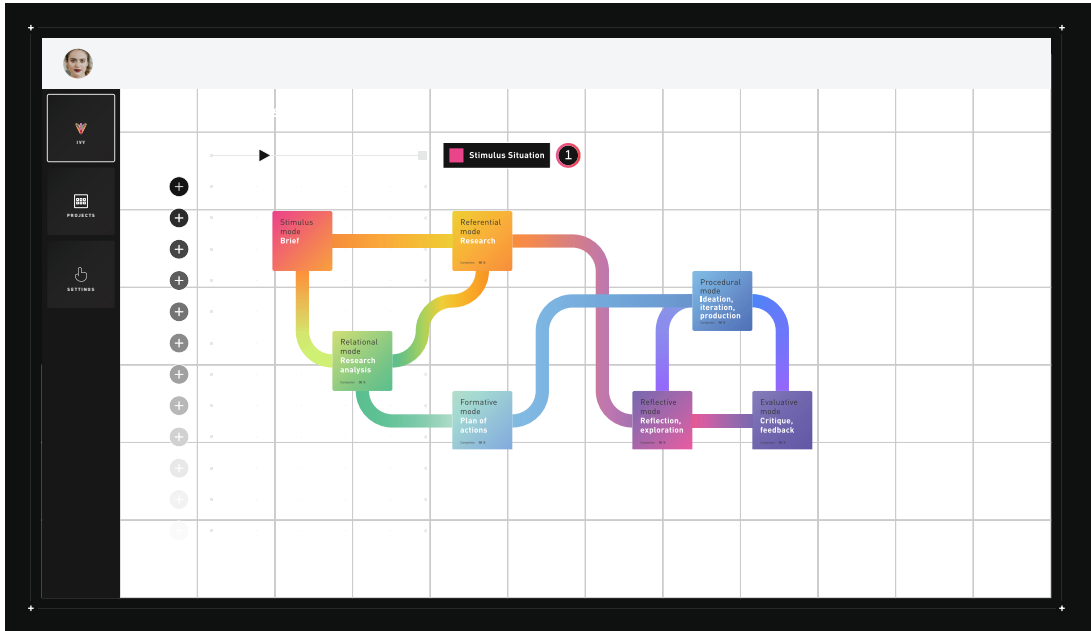 IVY
PROJECTS
SETTINGS
Stimulus Situation
1
Stimulus
mode
Brief
Referential
mode
Research
Relational
mode
Research
analysis
Formative
mode
Plan of
actions
Procedural
mode
Ideation,
iteration,
production
Reflective
mode
Reflection,
exploration
Evaluative
mode
Critique,
feedback